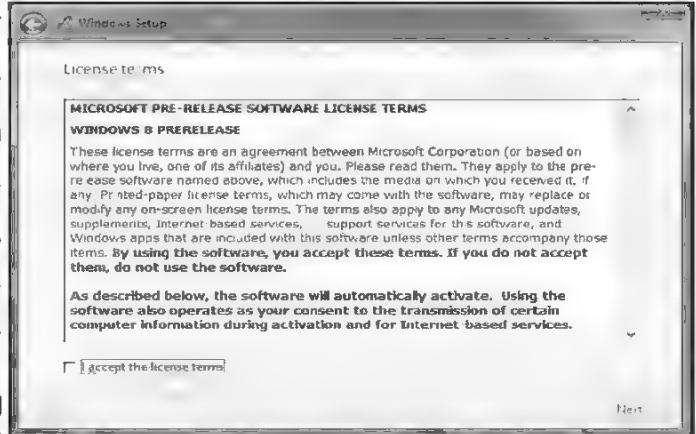 Windows Setup
License terms
MICROSOFT PRE-RELEASE SOFTWARE LICENSE TERMS
WINDOWS 8 PRERELEASE
These license terms are an agreement between Microsoft Corporation (or based on
where you live, one of its affiliates) and you. Please read them. They apply to the pre-
release software named above, which includes the media on which you received it, if
any. Printed-paper license terms, which may come with the software, may replace or
modify any on-screen license terms. The terms also apply to any Microsoft updates,
supplements, Internet-based services, support services for this software, and
Windows apps that are included with this software unless other terms accompany those
items. By using the software, you accept these terms. If you do not accept
them, do not use the software.
As described below, the software will automatically activate. Using the
software also operates as your consent to the transmission of certain
computer information during activation and for Internet-based services.
I accept the license terms
Next